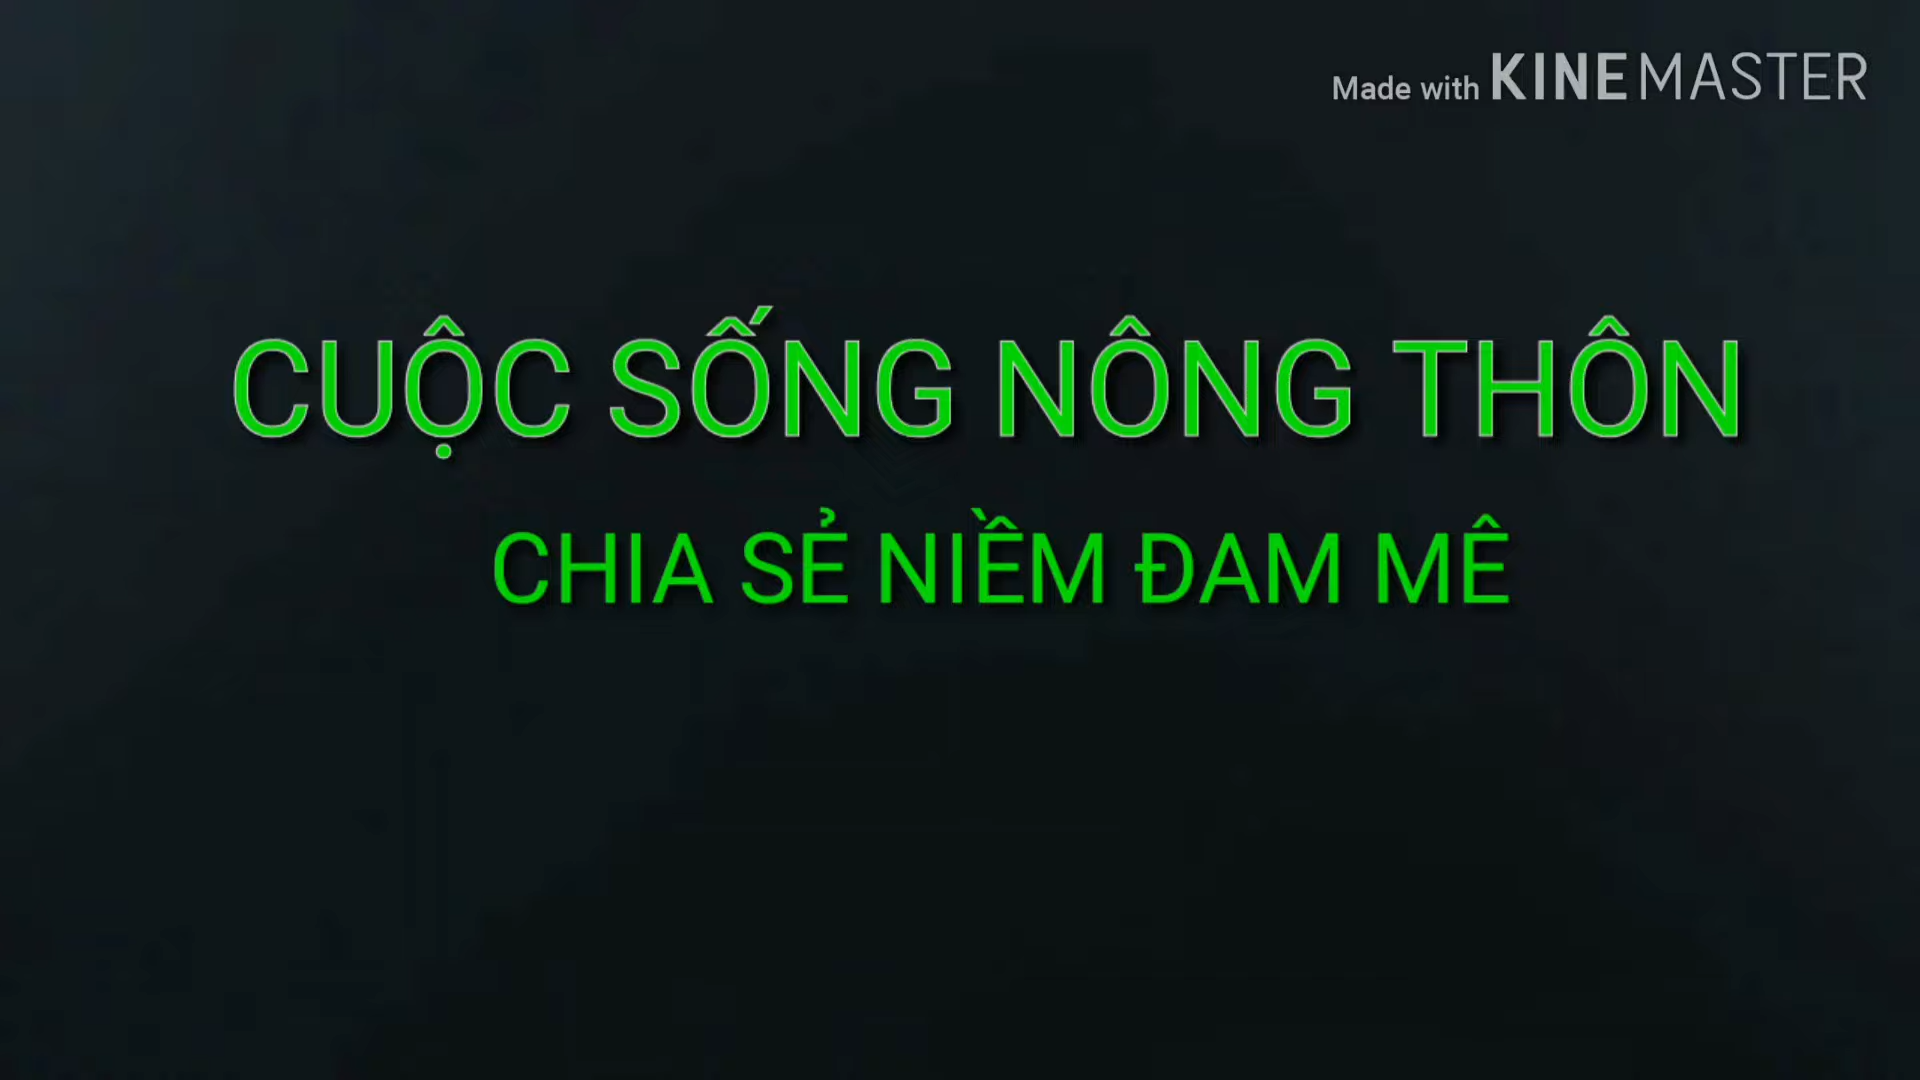 Made with KINEMASTER
CUỘC SỐNG NÔNG THÔN
CHIA SẺ NIỀM ĐAM MÊ